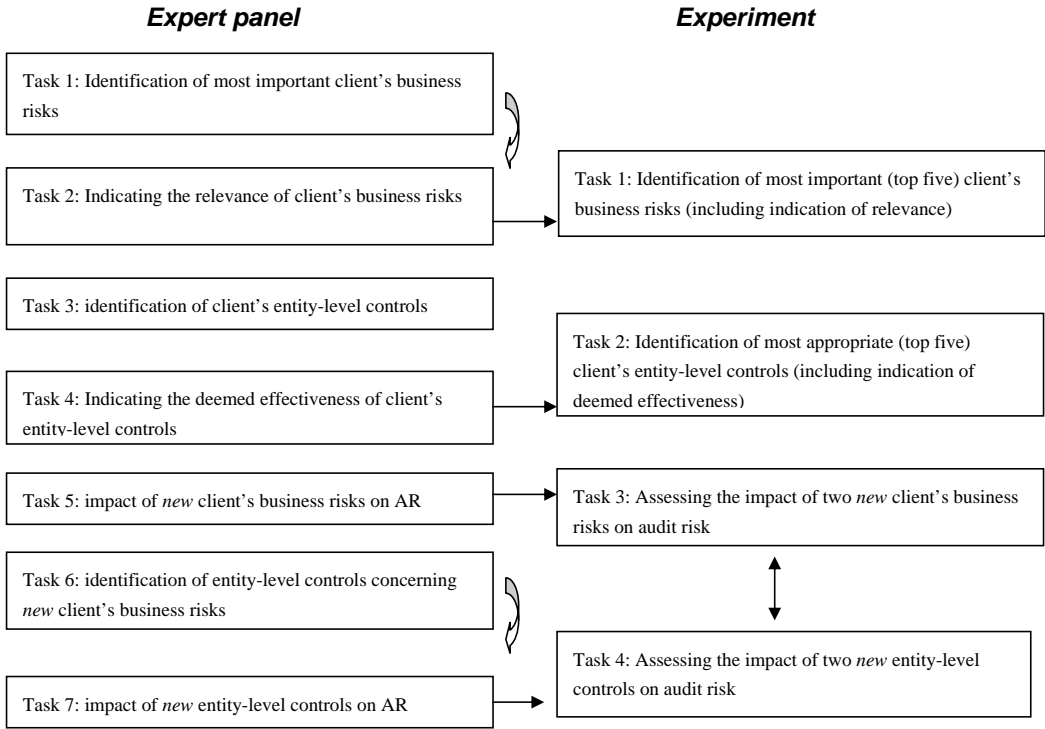 Expert panel
Experiment
Task 1: Identification of most important client's business
risks
Task 2: Indicating the relevance of client's business risks
Task 1: Identification of most important (top five) client's
business risks (including indication of relevance)
Task 3: identification of client's entity-level controls
Task 2: Identification of most appropriate (top five)
client's entity-level controls (including indication of
deemed effectiveness)
Task 4: Indicating the deemed effectiveness of client's
entity-level controls
Task 5: impact of new client's business risks on AR
Task 3: Assessing the impact of two new client's business
risks on audit risk
Task 6: identification of entity-level controls concerning
new client's business risks
Task 4: Assessing the impact of two new entity-level
controls on audit risk
Task 7: impact of new entity-level controls on AR